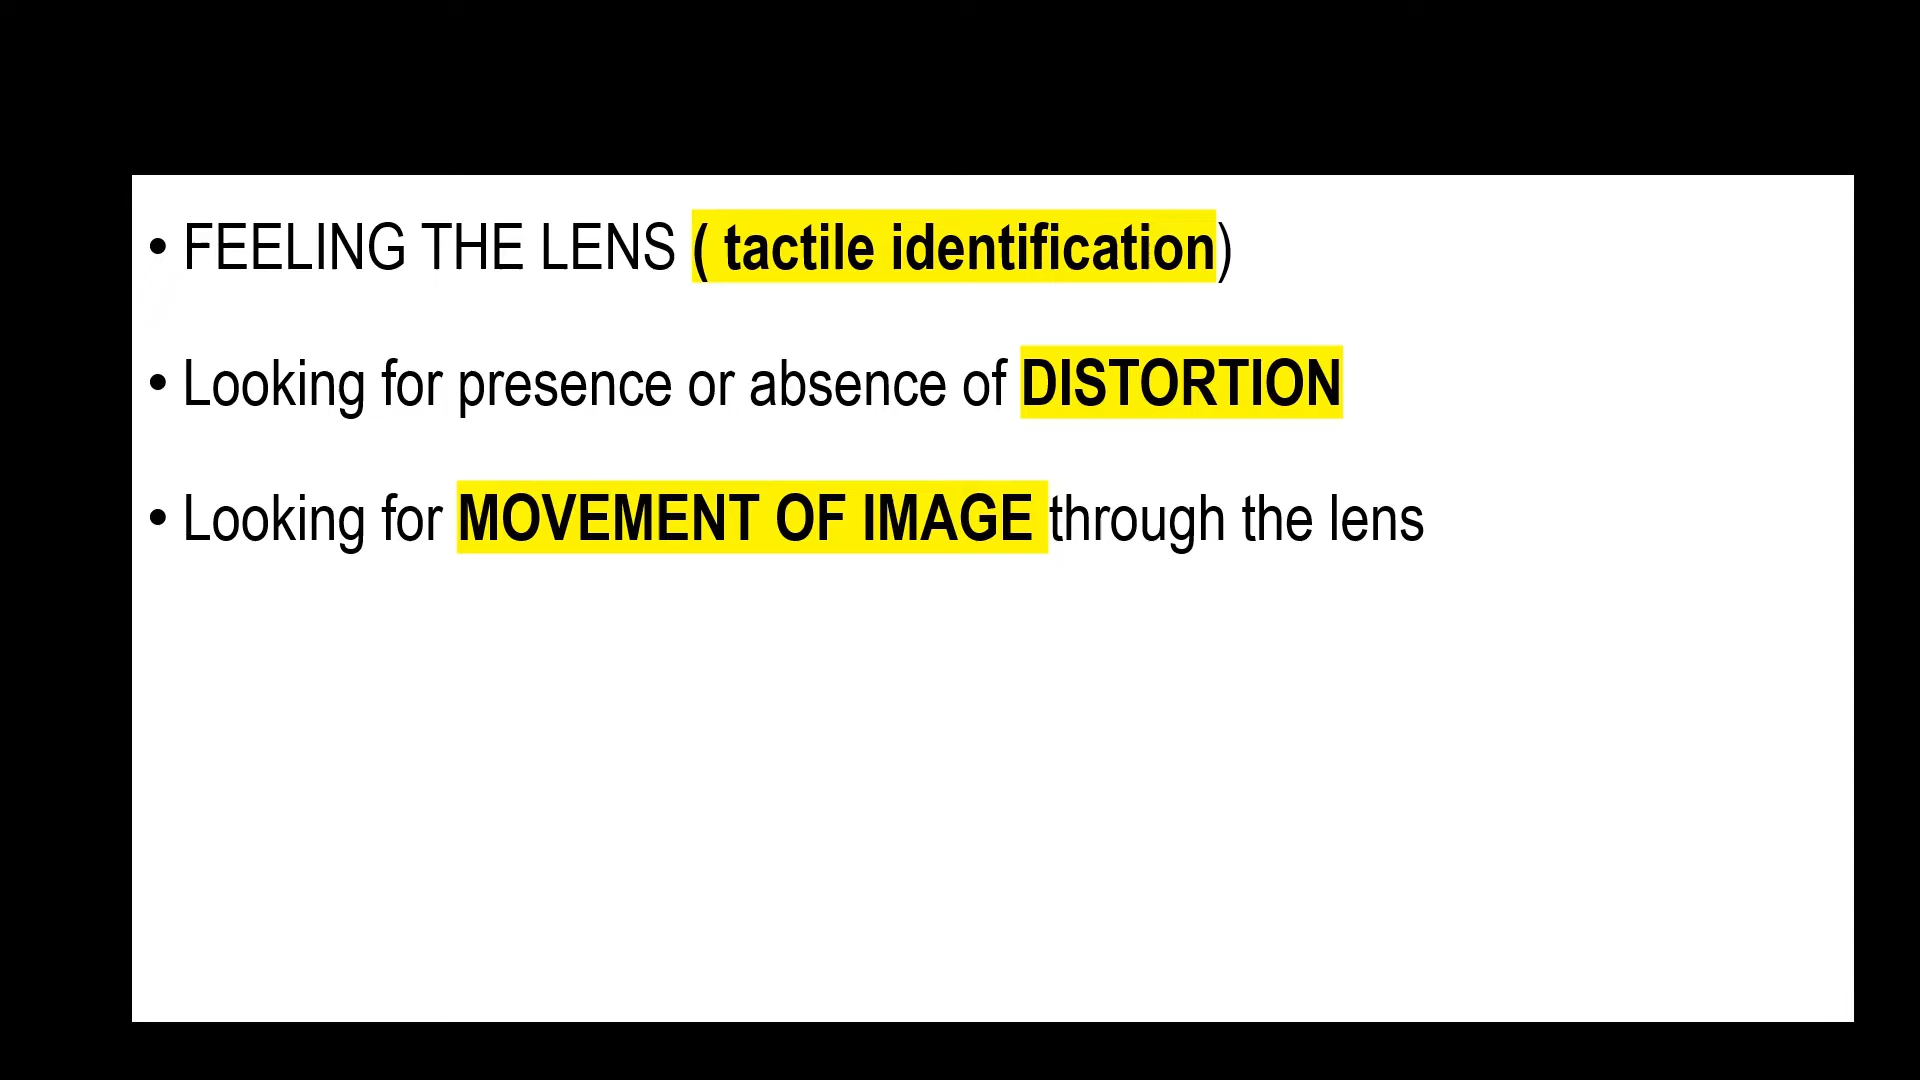 • FEELING THE LENS ( tactile identification)
• Looking for presence or absence of DISTORTION
• Looking for MOVEMENT OF IMAGE through the lens